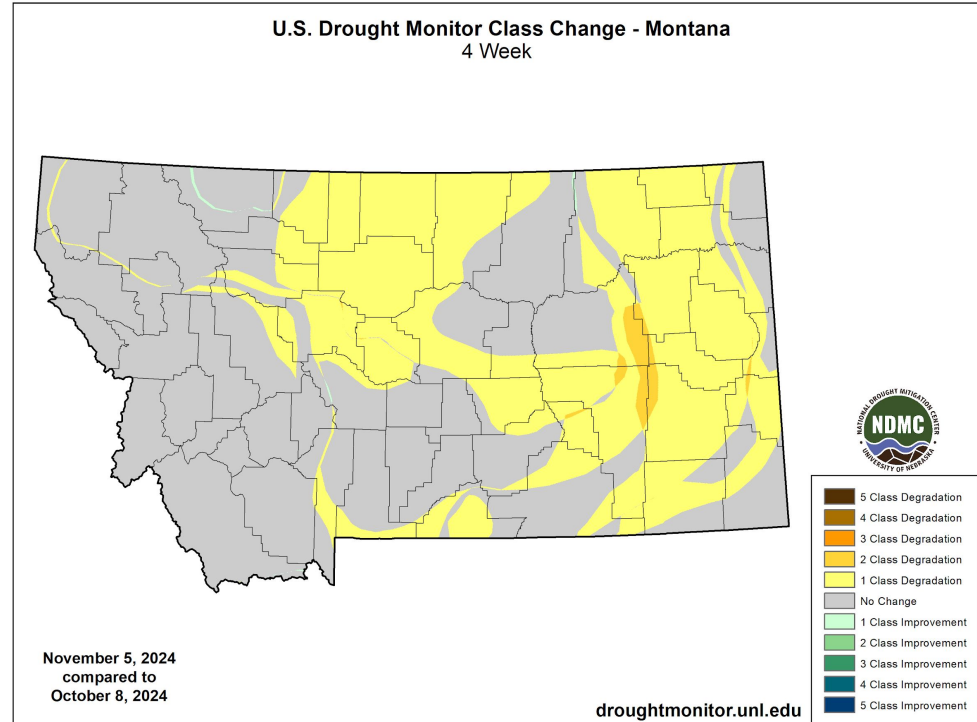 U.S. Drought Monitor Class Change - Montana
4 Week
NATIONAL DROUGHT MITIGATION CENTER
NDMC
UNIVERSITY OF NEBRASKA
5 Class Degradation
4 Class Degradation
3 Class Degradation
2 Class Degradation
1 Class Degradation
No Change
1 Class Improvement
2 Class Improvement
3 Class Improvement
4 Class Improvement
5 Class Improvement
November 5, 2024
compared to
October 8, 2024
droughtmonitor.unl.edu